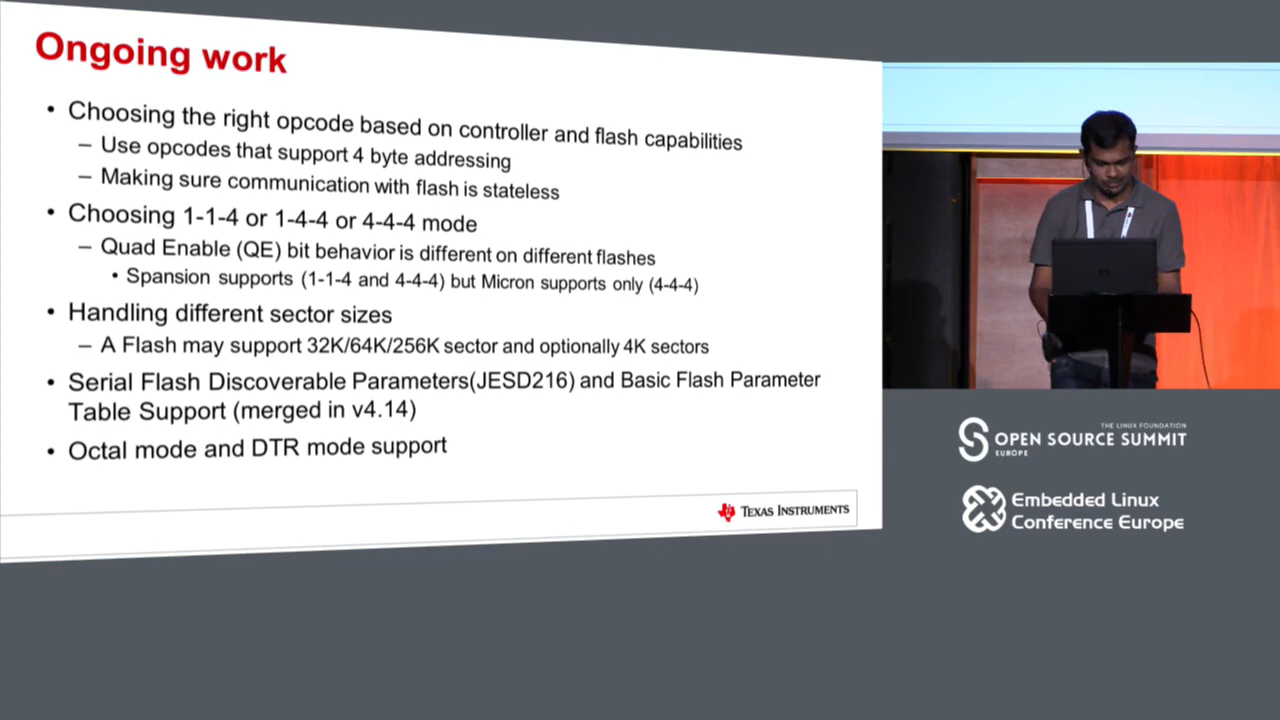 Ongoing work
• Choosing the right opcode based on controller and flash capabilities
– Use opcodes that support 4 byte addressing
– Making sure communication with flash is stateless
• Choosing 1-1-4 or 1-4-4 or 4-4-4 mode
– Quad Enable (QE) bit behavior is different on different flashes
• Spansion supports (1-1-4 and 4-4-4) but Micron supports only (4-4-4)
• Handling different sector sizes
– A Flash may support 32K/64K/256K sector and optionally 4K sectors
• Serial Flash Discoverable Parameters(JESD216) and Basic Flash Parameter
Table Support (merged in v4.14)
• Octal mode and DTR mode support
TEXAS INSTRUMENTS
THE LINUX FOUNDATION
OPEN SOURCE SUMMIT
EUROPE
Embedded Linux
Conference Europe